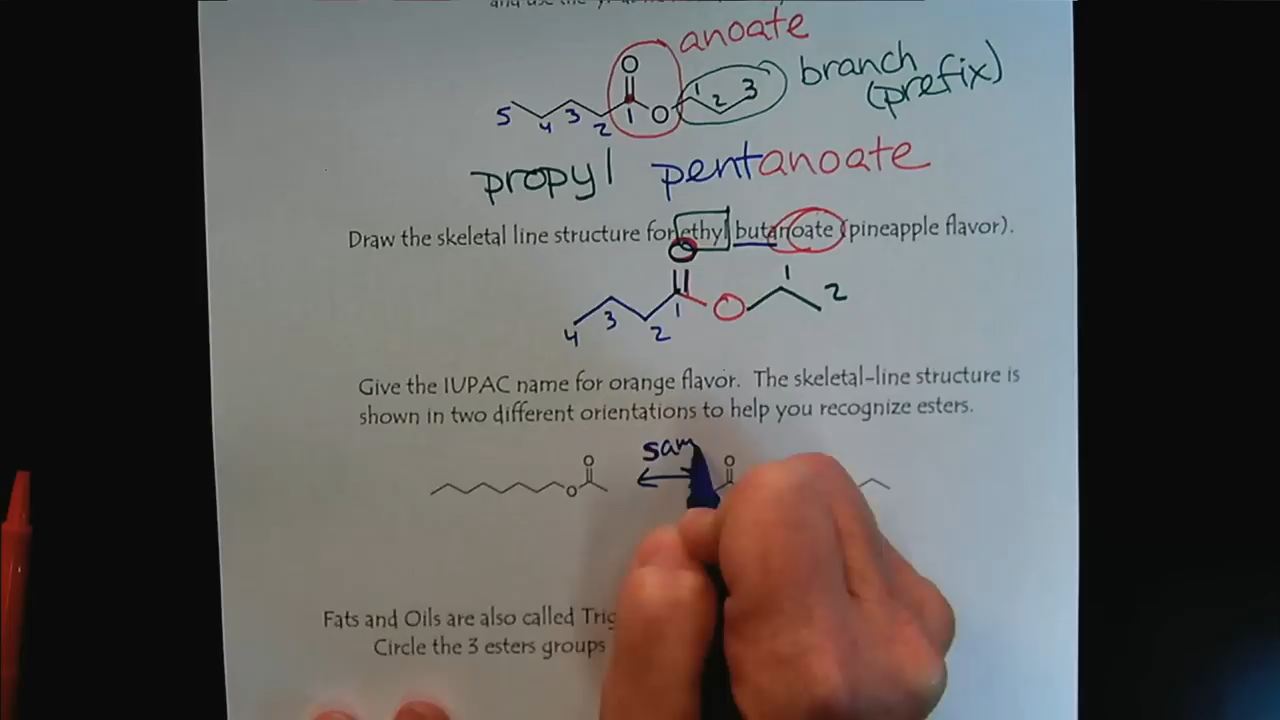 anoate
O
branch
(prefix)
1 2 3
5 4 3 2 1 O
propyl pentanoate
Draw the skeletal line structure for ethyl butanoate (pineapple flavor).
O
1 2
4 3 2 1 O
Give the IUPAC name for orange flavor. The skeletal-line structure is
shown in two different orientations to help you recognize esters.
sam
O O
O
Fats and Oils are also called
Circle the 3 esters groups